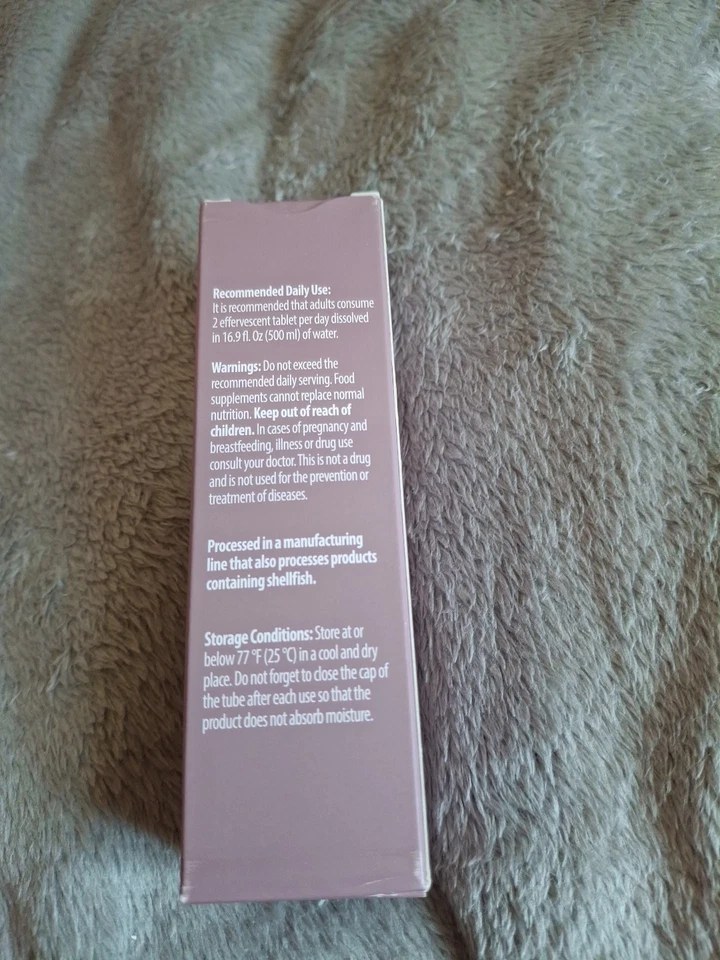 Recommended Daily Use:
It is recommended that adults consume
2 effervescent tablet per day dissolved
in 16.9 fl. Oz (500 ml) of water.
Warnings: Do not exceed the
recommended daily serving. Food
supplements cannot replace normal
nutrition. Keep out of reach of
children. In cases of pregnancy and
breastfeeding, illness or drug use
consult your doctor. This is not a drug
and is not used for the prevention or
treatment of diseases.
Processed in a manufacturing
line that also processes products
containing shellfish.
Storage Conditions: Store at or
below 77 °F (25 °C) in a cool and dry
place. Do not forget to close the cap of
the tube after each use so that the
product does not absorb moisture.